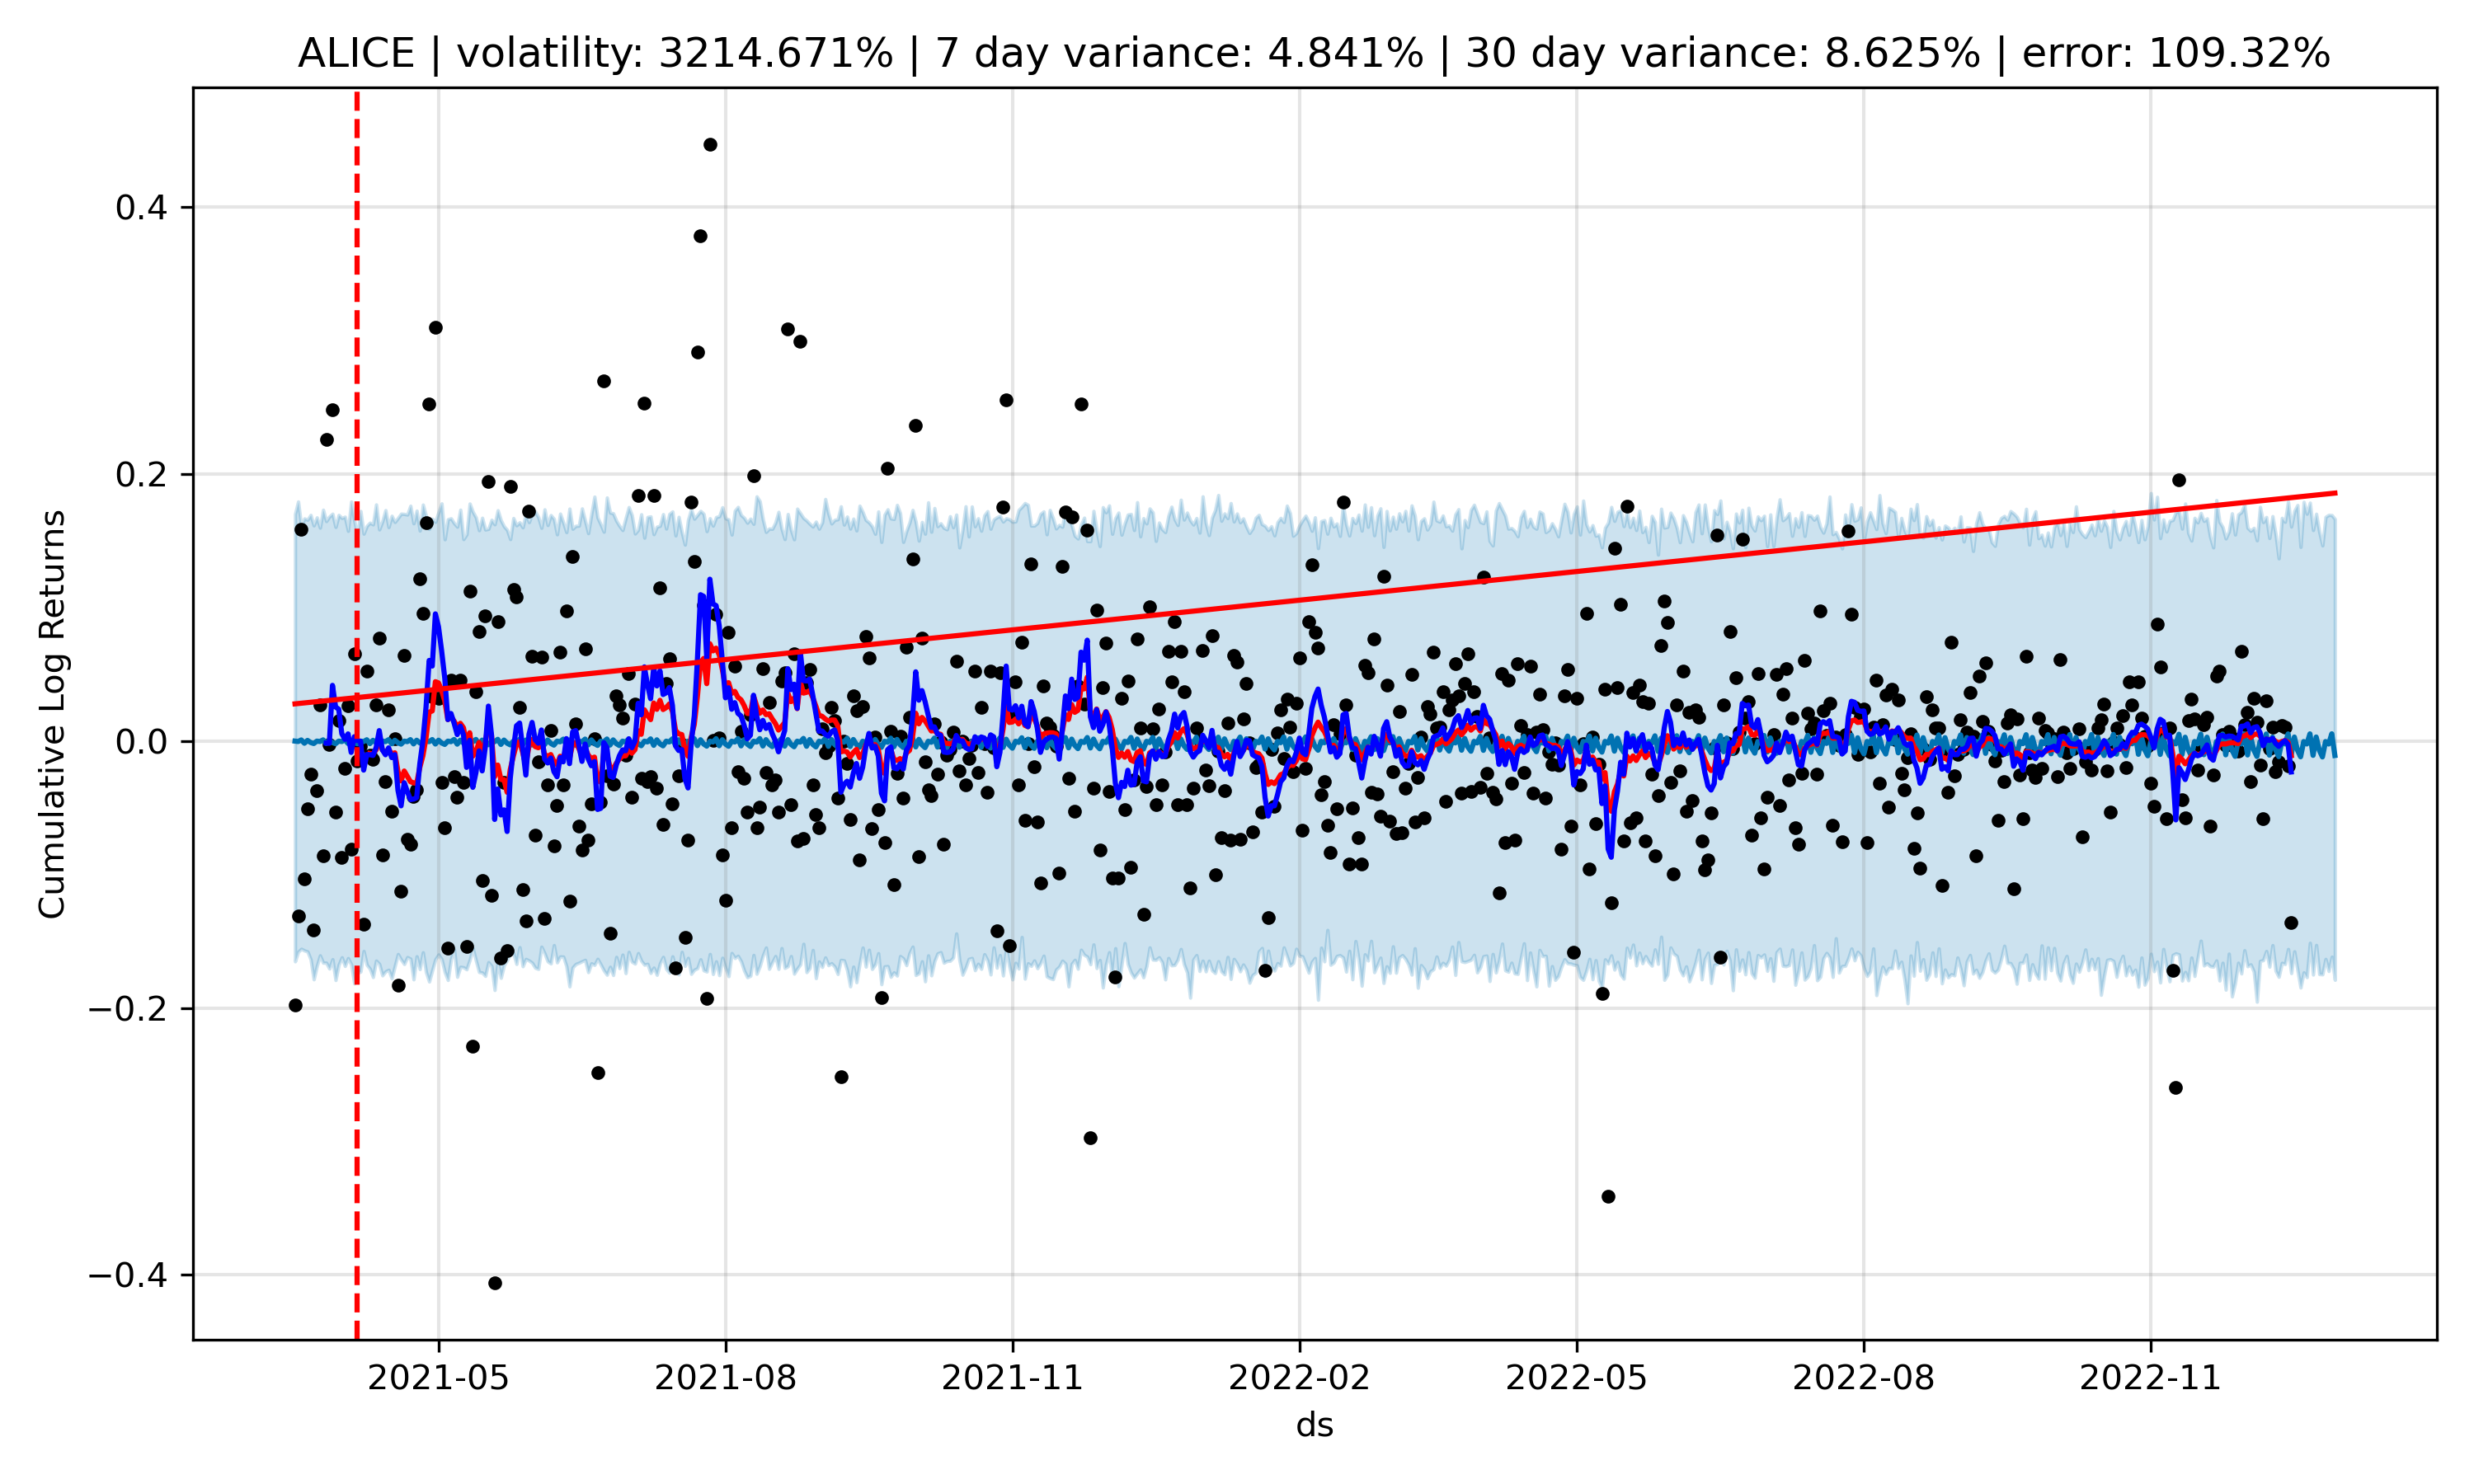 ALICE | volatility: 3214.671% | 7 day variance: 4.841% | 30 day variance: 8.625% | error: 109.32%
Cumulative Log Returns
0.4
0.2
0.0
−0.2
−0.4
2021-05 2021-08 2021-11 2022-02 2022-05 2022-08 2022-11
ds